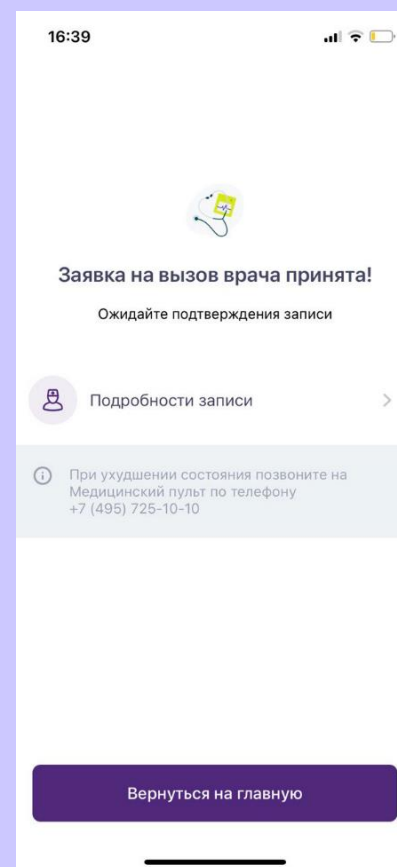 16:39
Заявка на вызов врача принята!
Ожидайте подтверждения записи
Подробности записи
При ухудшении состояния позвоните на
Медицинский пульт по телефону
+7 (495) 725-10-10
Вернуться на главную